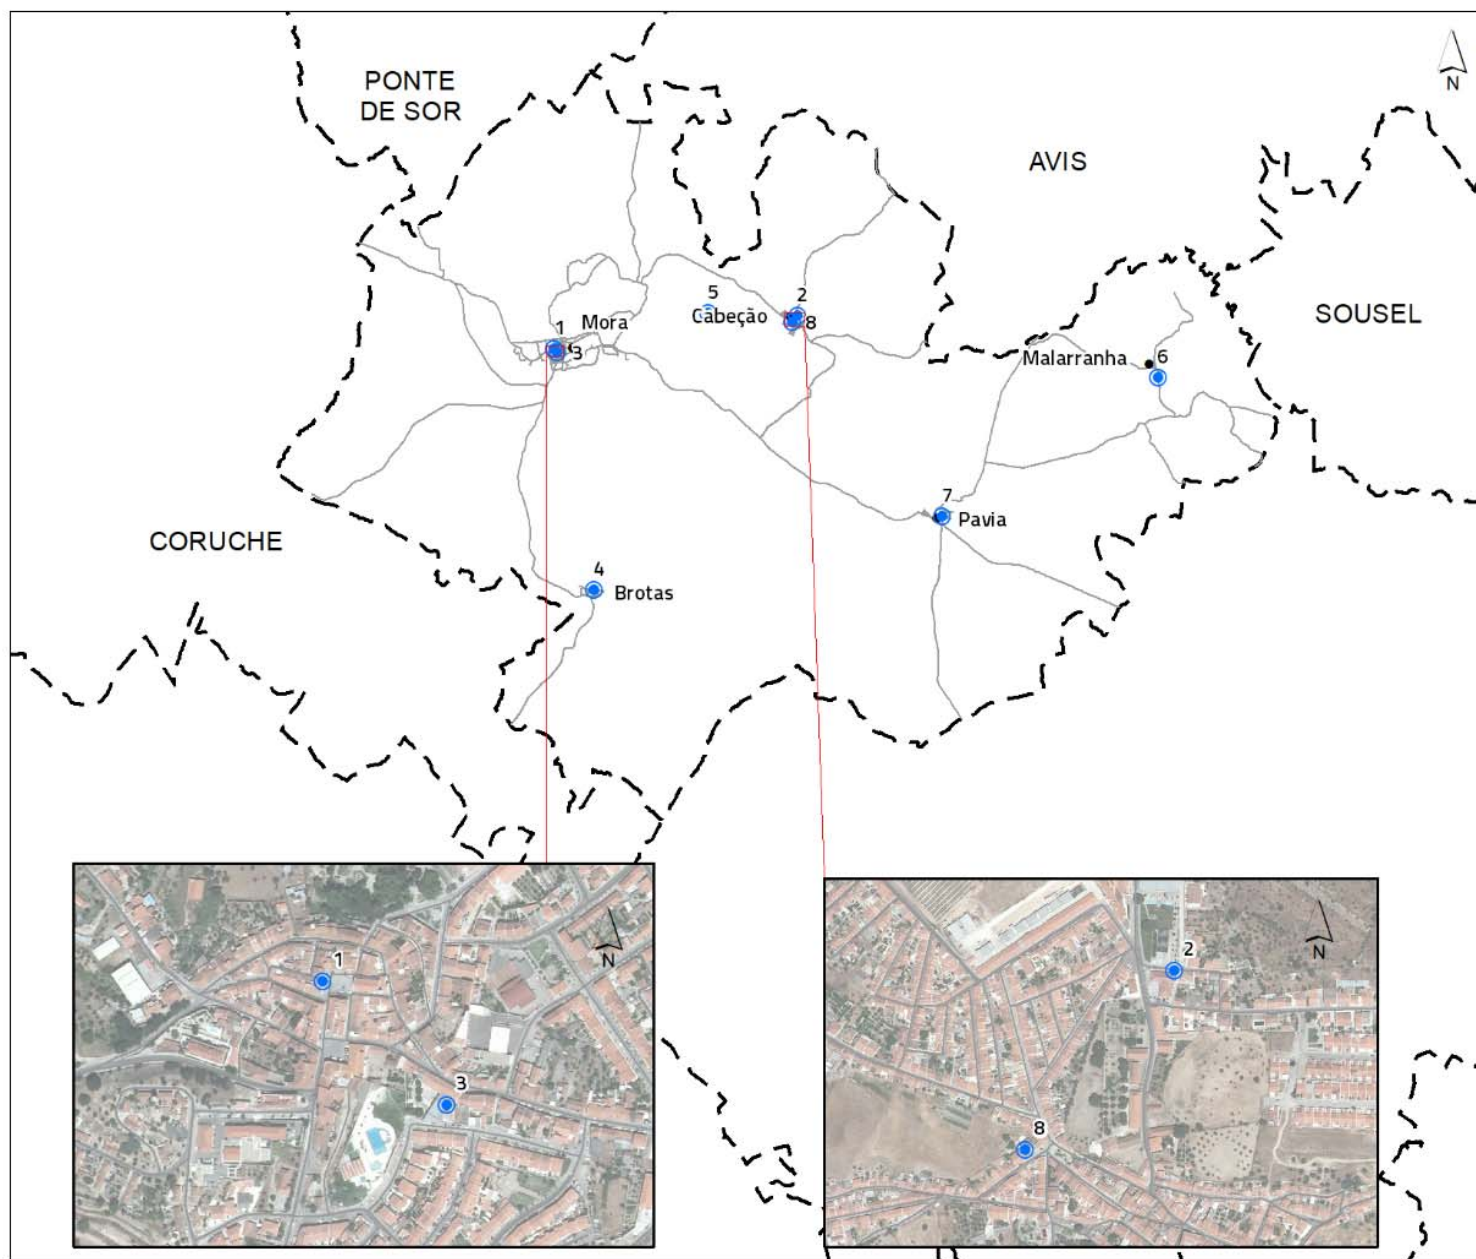 N
PONTE
DE SOR
AVIS
SOUSEL
2
5
Cabeção
8
1
Mora
3
Malarranha
6
7
Pavia
CORUCHE
4
Brotas
N
1
3
N
2
8